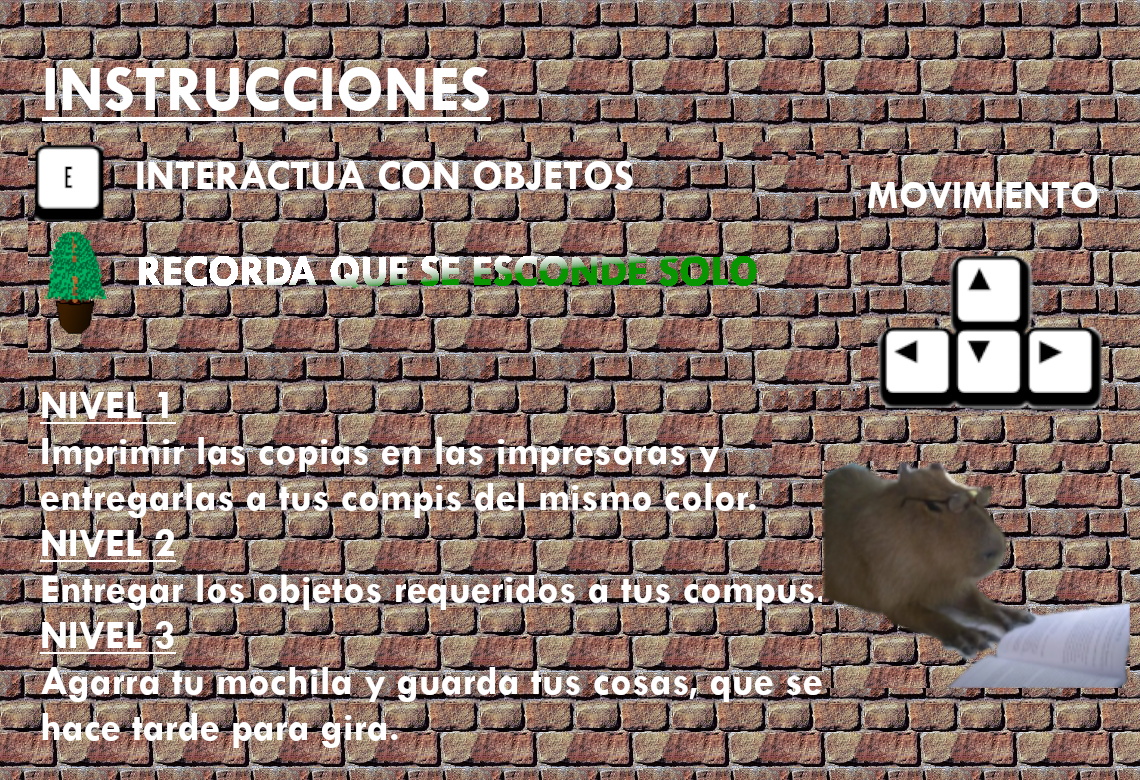 INSTRUCCIONES
E
INTERACTUA CON OBJETOS
MOVIMIENTO
RECORDA QUE SE ESCONDE SOLO
NIVEL 1
Imprimir las copias en las impresoras y
entregarlas a tus compis del mismo color.
NIVEL 2
Entregar los objetos requeridos a tus compus.
NIVEL 3
Agarra tu mochila y guarda tus cosas, que se
hace tarde para gira.